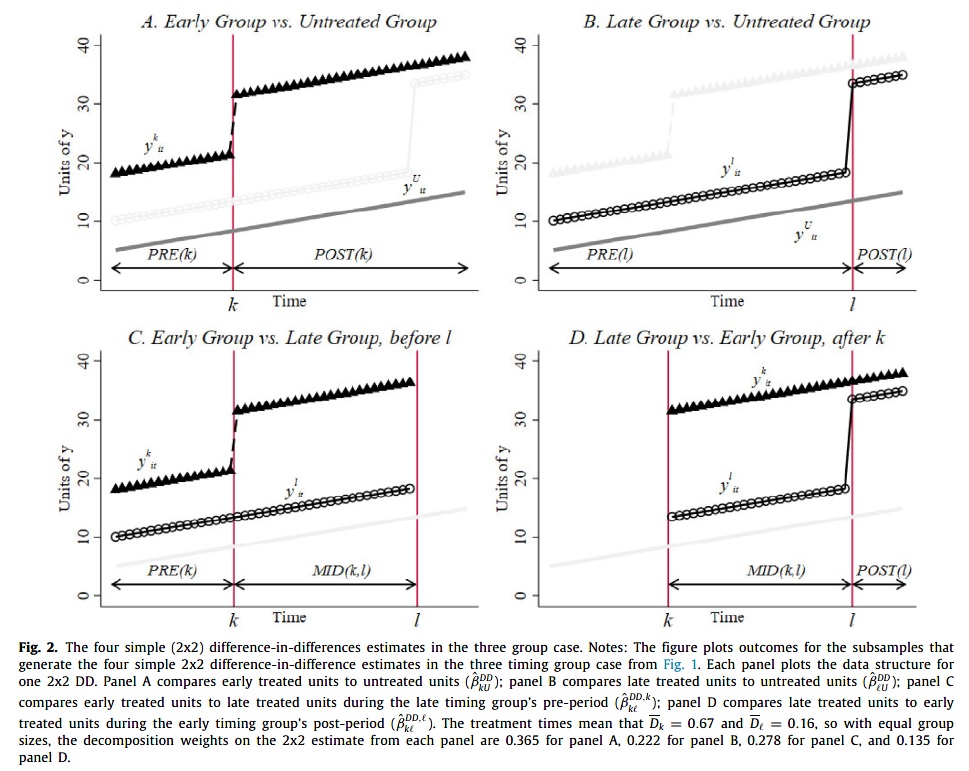 A. Early Group vs. Untreated Group
Units of y
0 10 20 30 40
y^k_it
y^U_it
PRE(k)
POST(k)
k
Time
B. Late Group vs. Untreated Group
Units of y
0 10 20 30 40
y^l_it
y^U_it
PRE(l)
POST(l)
Time
l
C. Early Group vs. Late Group, before l
Units of y
0 10 20 30 40
y^k_it
y^l_it
PRE(k)
MID(k,l)
k
Time
l
D. Late Group vs. Early Group, after k
Units of y
0 10 20 30 40
y^k_it
y^l_it
MID(k,l)
POST(l)
k
Time
l
Fig. 2. The four simple (2x2) difference-in-differences estimates in the three group case. Notes: The figure plots outcomes for the subsamples that
generate the four simple 2x2 difference-in-difference estimates in the three timing group case from Fig. 1. Each panel plots the data structure for
one 2x2 DD. Panel A compares early treated units to untreated units (β̂^DD_kU); panel B compares late treated units to untreated units (β̂^DD_ℓU); panel C
compares early treated units to late treated units during the late timing group's pre-period (β̂^DD,k_kℓ); panel D compares late treated units to early
treated units during the early timing group's post-period (β̂^DD,ℓ_kℓ). The treatment times mean that D̅_k = 0.67 and D̅_ℓ = 0.16, so with equal group
sizes, the decomposition weights on the 2x2 estimate from each panel are 0.365 for panel A, 0.222 for panel B, 0.278 for panel C, and 0.135 for
panel D.